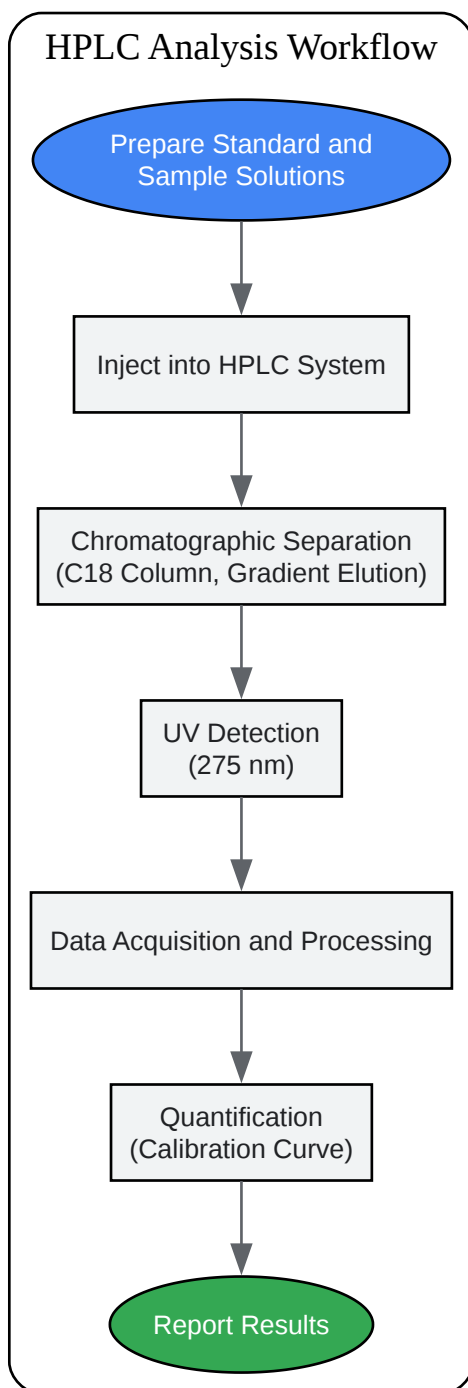 HPLC Analysis Workflow
Prepare Standard and
Sample Solutions
Inject into HPLC System
Chromatographic Separation
(C18 Column, Gradient Elution)
UV Detection
(275 nm)
Data Acquisition and Processing
Quantification
(Calibration Curve)
Report Results